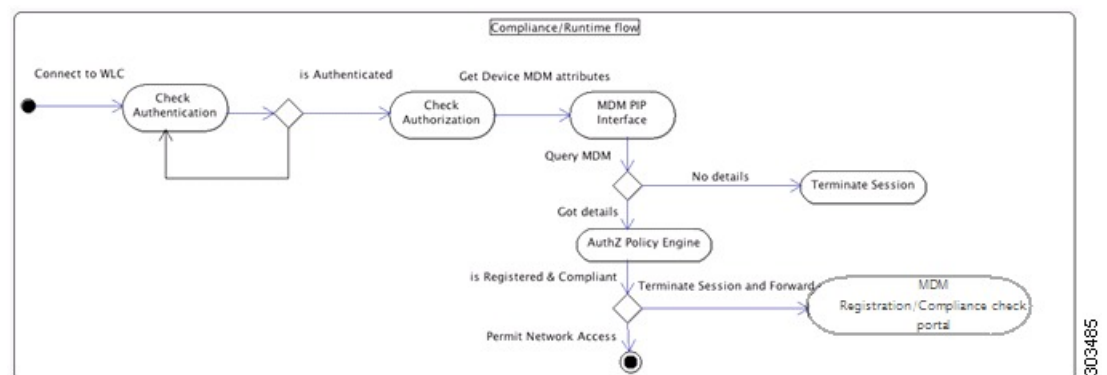 Compliance/Runtime flow
Connect to WLC
is Authenticated
Get Device MDM attributes
Check
Authentication
Check
Authorization
MDM PIP
Interface
Query MDM
No details
Terminate Session
Got details
AuthZ Policy Engine
is Registered & Compliant
Terminate Session and Forward
MDM
Registration/Compliance check
portal
Permit Network Access
303485